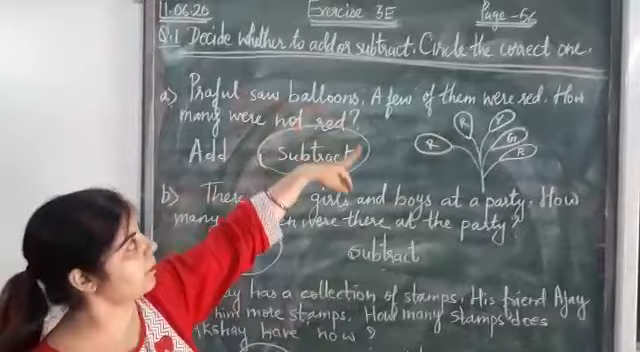 11.06.20 Exercise 3E Page-56
Q.1 Decide whether to add or subtract. Circle the correct one.
a) Praful saw balloons. A few of them were red. How
many were not red?
Add Subtract
R R Y G R
b) There girls and boys at a party. How
many were there at the party?
Subtract
has a collection of stamps. His friend Ajay
him more stamps. How many stamps does
Akshay have now?